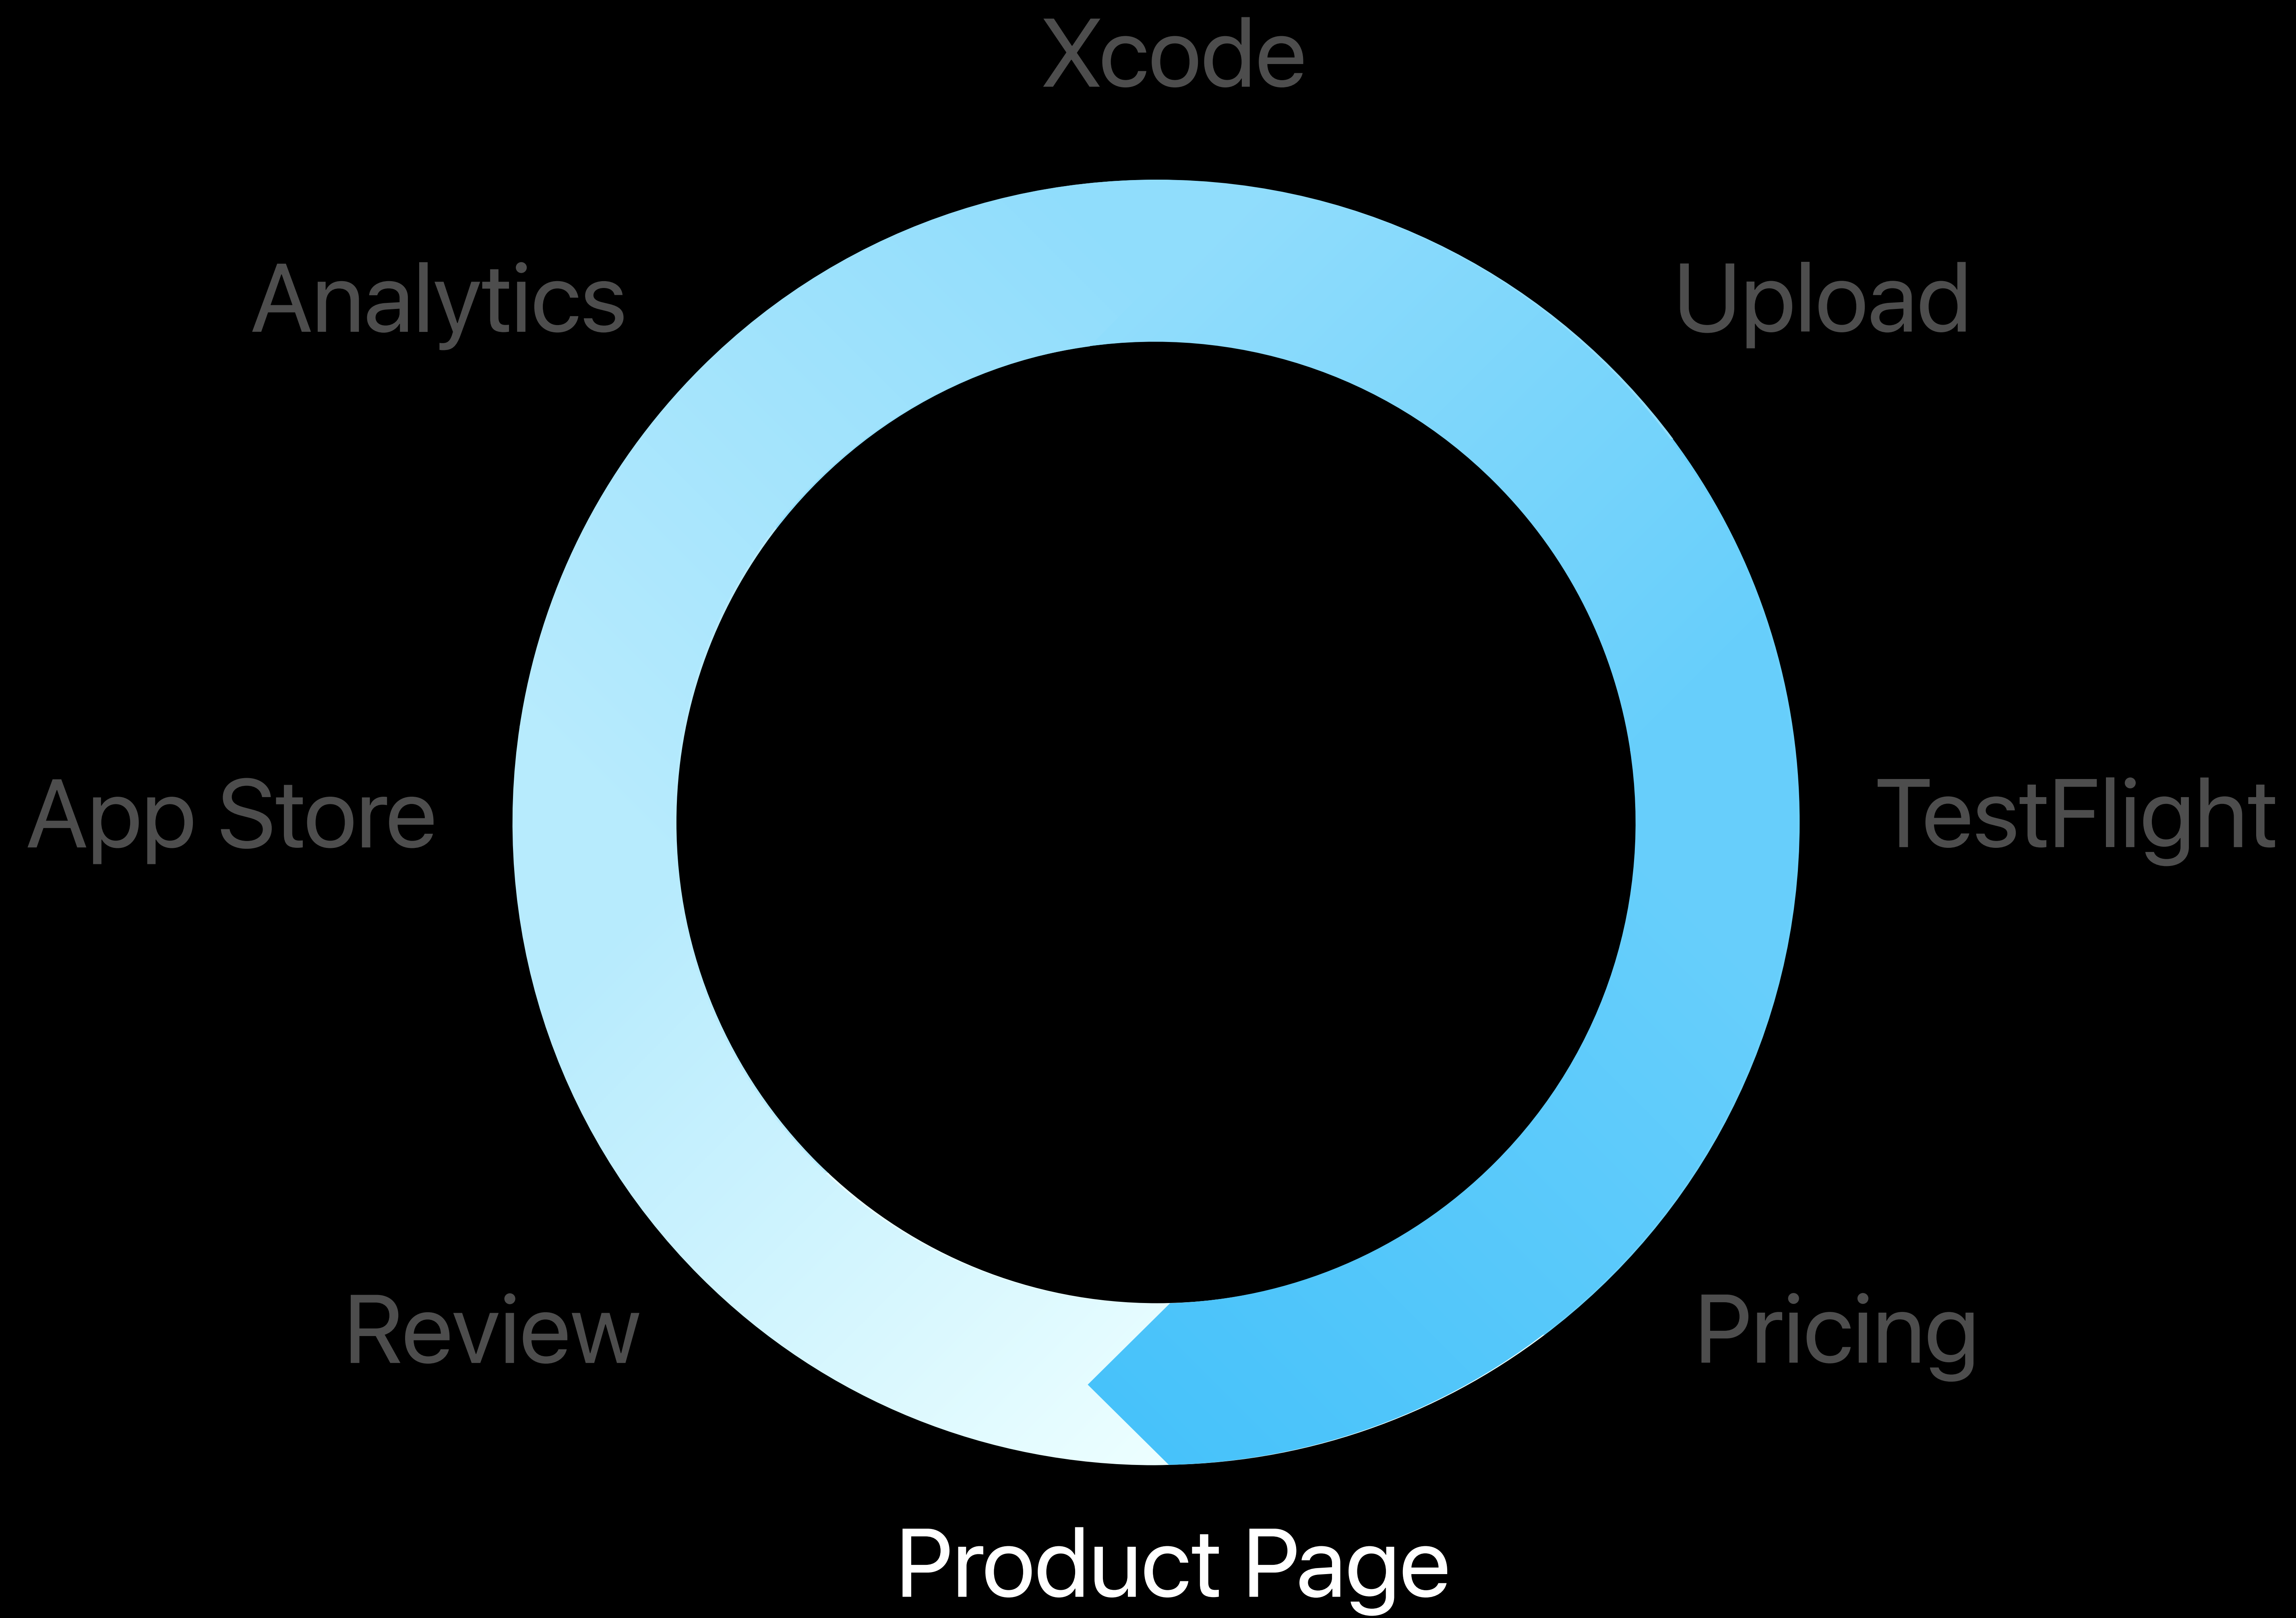 Xcode
Analytics
Upload
App Store
TestFlight
Review
Pricing
Product Page